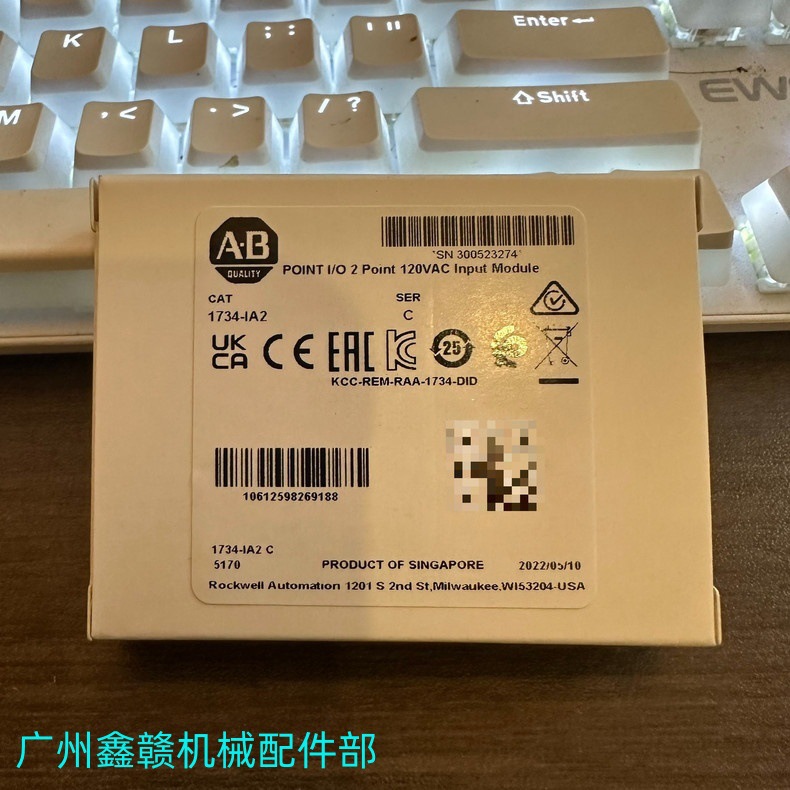 Enter
K L : ; " "
Shift
M , < . > / ?
EW
A·B
QUALITY
*SN 300523274*
POINT I/O 2 Point 120VAC Input Module
CAT SER
1734-IA2 C
UK CA CE EAC KC 25
KCC-REM-RAA-1734-DID
10612598269188
1734-IA2 C
5170 PRODUCT OF SINGAPORE 2022/05/10
Rockwell Automation 1201 S 2nd St,Milwaukee,WI53204-USA
广州鑫赣机械配件部